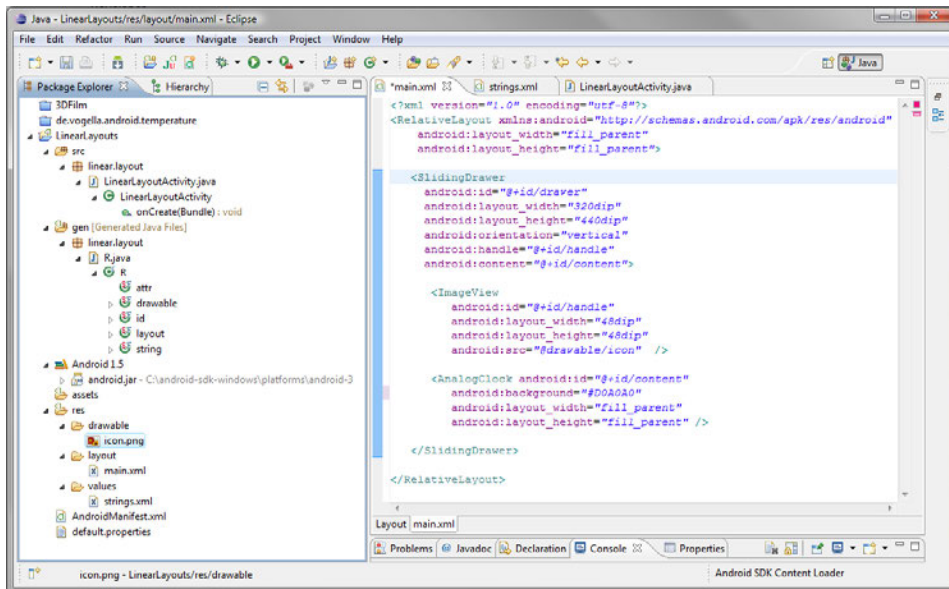 Java - LinearLayouts/res/layout/main.xml - Eclipse
File Edit Refactor Run Source Navigate Search Project Window Help
Java
Package Explorer Hierarchy
3DFilm
de.vogella.android.temperature
LinearLayouts
src
linear.layout
LinearLayoutActivity.java
LinearLayoutActivity
onCreate(Bundle) : void
gen [Generated Java Files]
linear.layout
R.java
R
attr
drawable
id
layout
string
Android 1.5
android.jar - C:\android-sdk-windows\platforms\android-3
assets
res
drawable
icon.png
layout
main.xml
values
strings.xml
AndroidManifest.xml
default.properties
*main.xml strings.xml LinearLayoutActivity.java
<?xml version="1.0" encoding="utf-8"?>
<RelativeLayout xmlns:android="http://schemas.android.com/apk/res/android"
android:layout_width="fill_parent"
android:layout_height="fill_parent">
<SlidingDrawer
android:id="@+id/drawer"
android:layout_width="320dip"
android:layout_height="440dip"
android:orientation="vertical"
android:handle="@+id/handle"
android:content="@+id/content">
<ImageView
android:id="@+id/handle"
android:layout_width="48dip"
android:layout_height="48dip"
android:src="@drawable/icon" />
<AnalogClock android:id="@+id/content"
android:background="#D0A0A0"
android:layout_width="fill_parent"
android:layout_height="fill_parent" />
</SlidingDrawer>
</RelativeLayout>
Layout main.xml
Problems Javadoc Declaration Console Properties
icon.png - LinearLayouts/res/drawable
Android SDK Content Loader